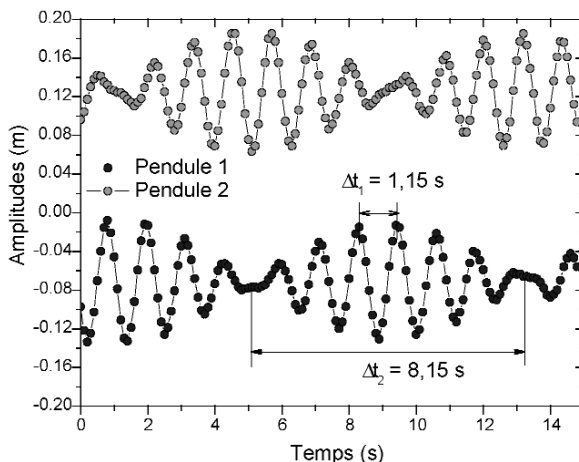 0.20
0.16
0.12
0.08
0.04
0.00
-0.04
-0.08
-0.12
-0.16
-0.20
Amplitudes (m)
Pendule 1
Pendule 2
Δt₁ = 1,15 s
Δt₂ = 8,15 s
0 2 4 6 8 10 12 14
Temps (s)